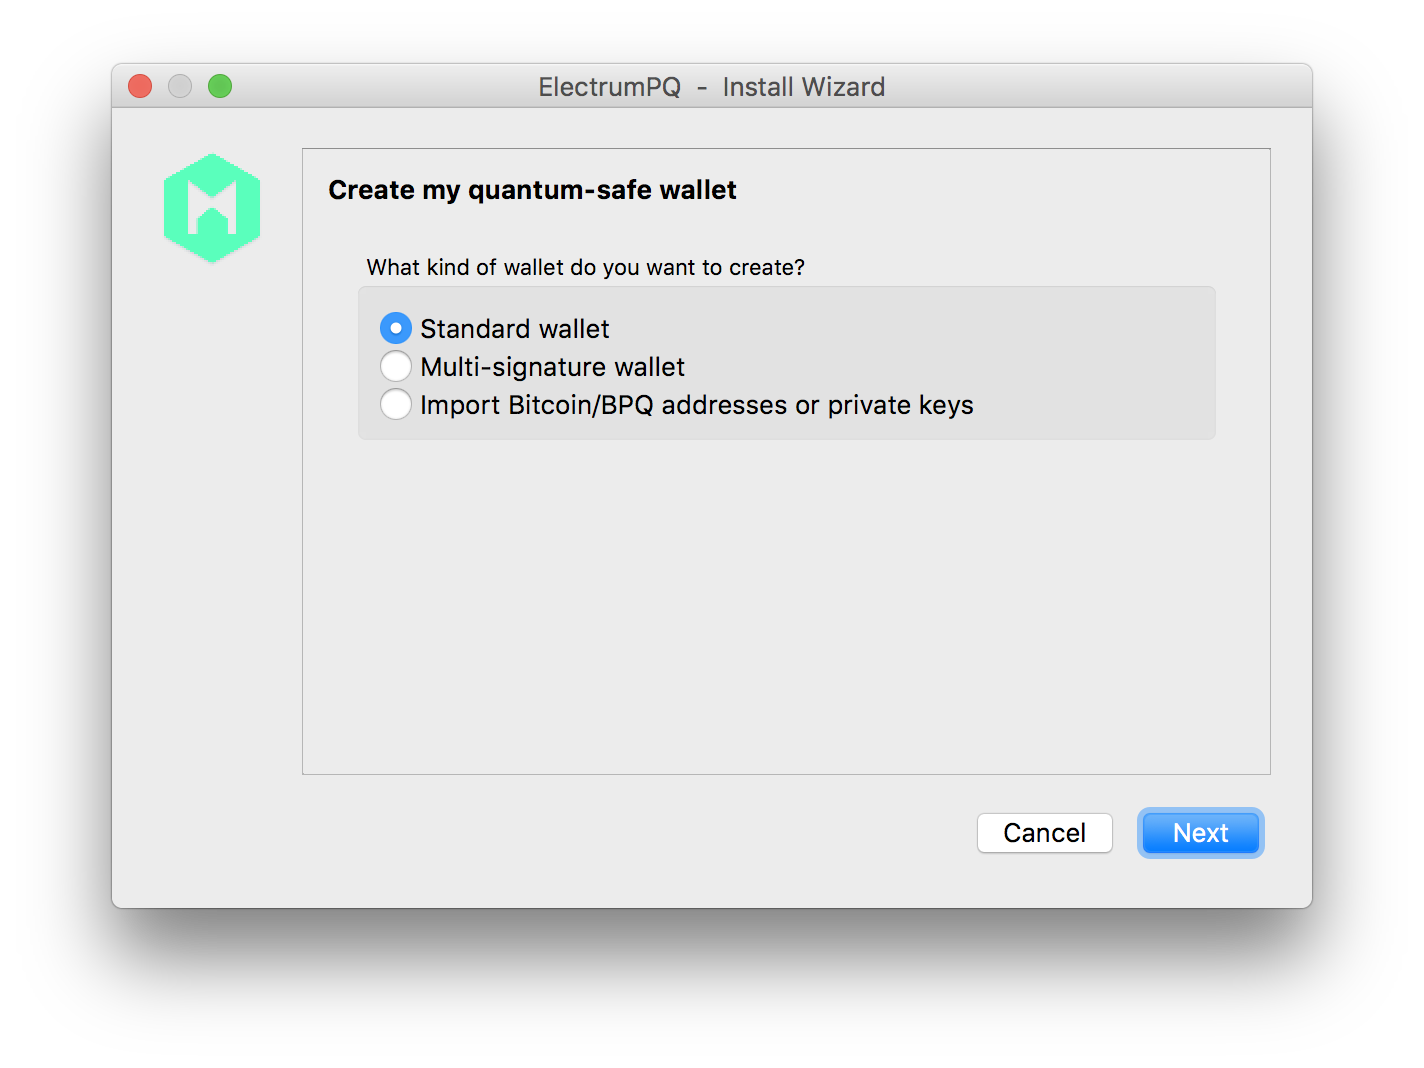 ElectrumPQ - Install Wizard
Create my quantum-safe wallet
What kind of wallet do you want to create?
Standard wallet
Multi-signature wallet
Import Bitcoin/BPQ addresses or private keys
Cancel
Next